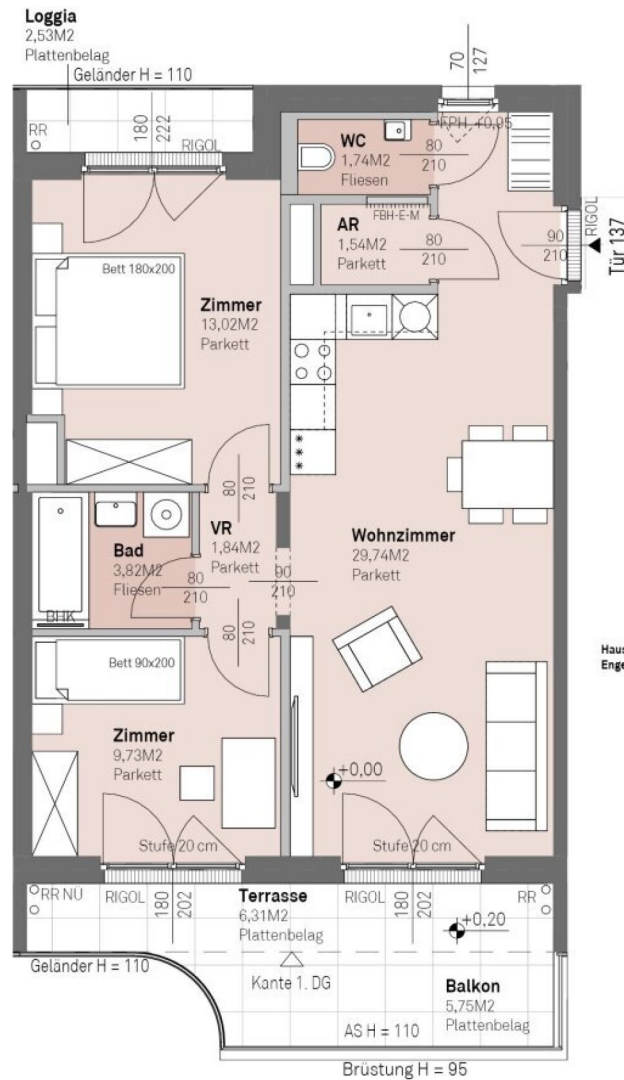 Loggia
2,53M2
Plattenbelag
Geländer H = 110
70
127
RR
180
222
RIGOL
WC
1,74M2
Fliesen
80
210
FPH +0,95
FBH-E-M
AR
1,54M2
Parkett
80
210
90
210
RIGOL
Tür 137
Bett 180x200
Zimmer
13,02M2
Parkett
80
210
VR
1,84M2
Parkett
Bad
3,82M2
Fliesen
80
210
90
210
BHK
80
210
Wohnzimmer
29,74M2
Parkett
Haus
Enge
Bett 90x200
Zimmer
9,73M2
Parkett
+0,00
Stufe 20 cm
Stufe 20 cm
RR NÜ
RIGOL
180
202
Terrasse
6,31M2
Plattenbelag
RIGOL
180
202
RR
+0,20
Geländer H = 110
Kante 1. DG
Balkon
5,75M2
Plattenbelag
AS H = 110
Brüstung H = 95